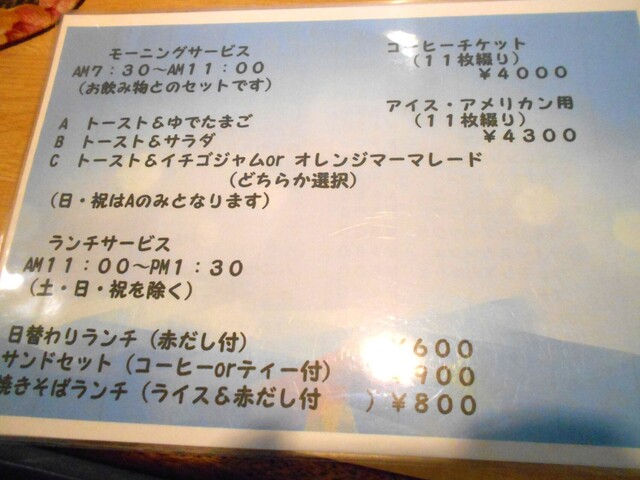 モーニングサービス
AM7：30～AM11：00
（お飲み物とのセットです）
A　トースト＆ゆでたまご
B　トースト＆サラダ
C　トースト＆イチゴジャムor オレンジマーマレード
（どちらか選択）
（日・祝はAのみとなります）
コーヒーチケット
（１１枚綴り）
￥４０００
アイス・アメリカン用
（１１枚綴り）
￥４３００
ランチサービス
AM１１：００～PM１：３０
（土・日・祝を除く）
日替わりランチ（赤だし付） ￥６００
サンドセット（コーヒーorティー付） ￥９００
焼きそばランチ（ライス＆赤だし付　　）￥８００